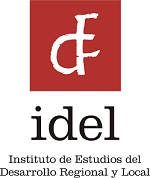 idel
Instituto de Estudios del
Desarrollo Regional y Local